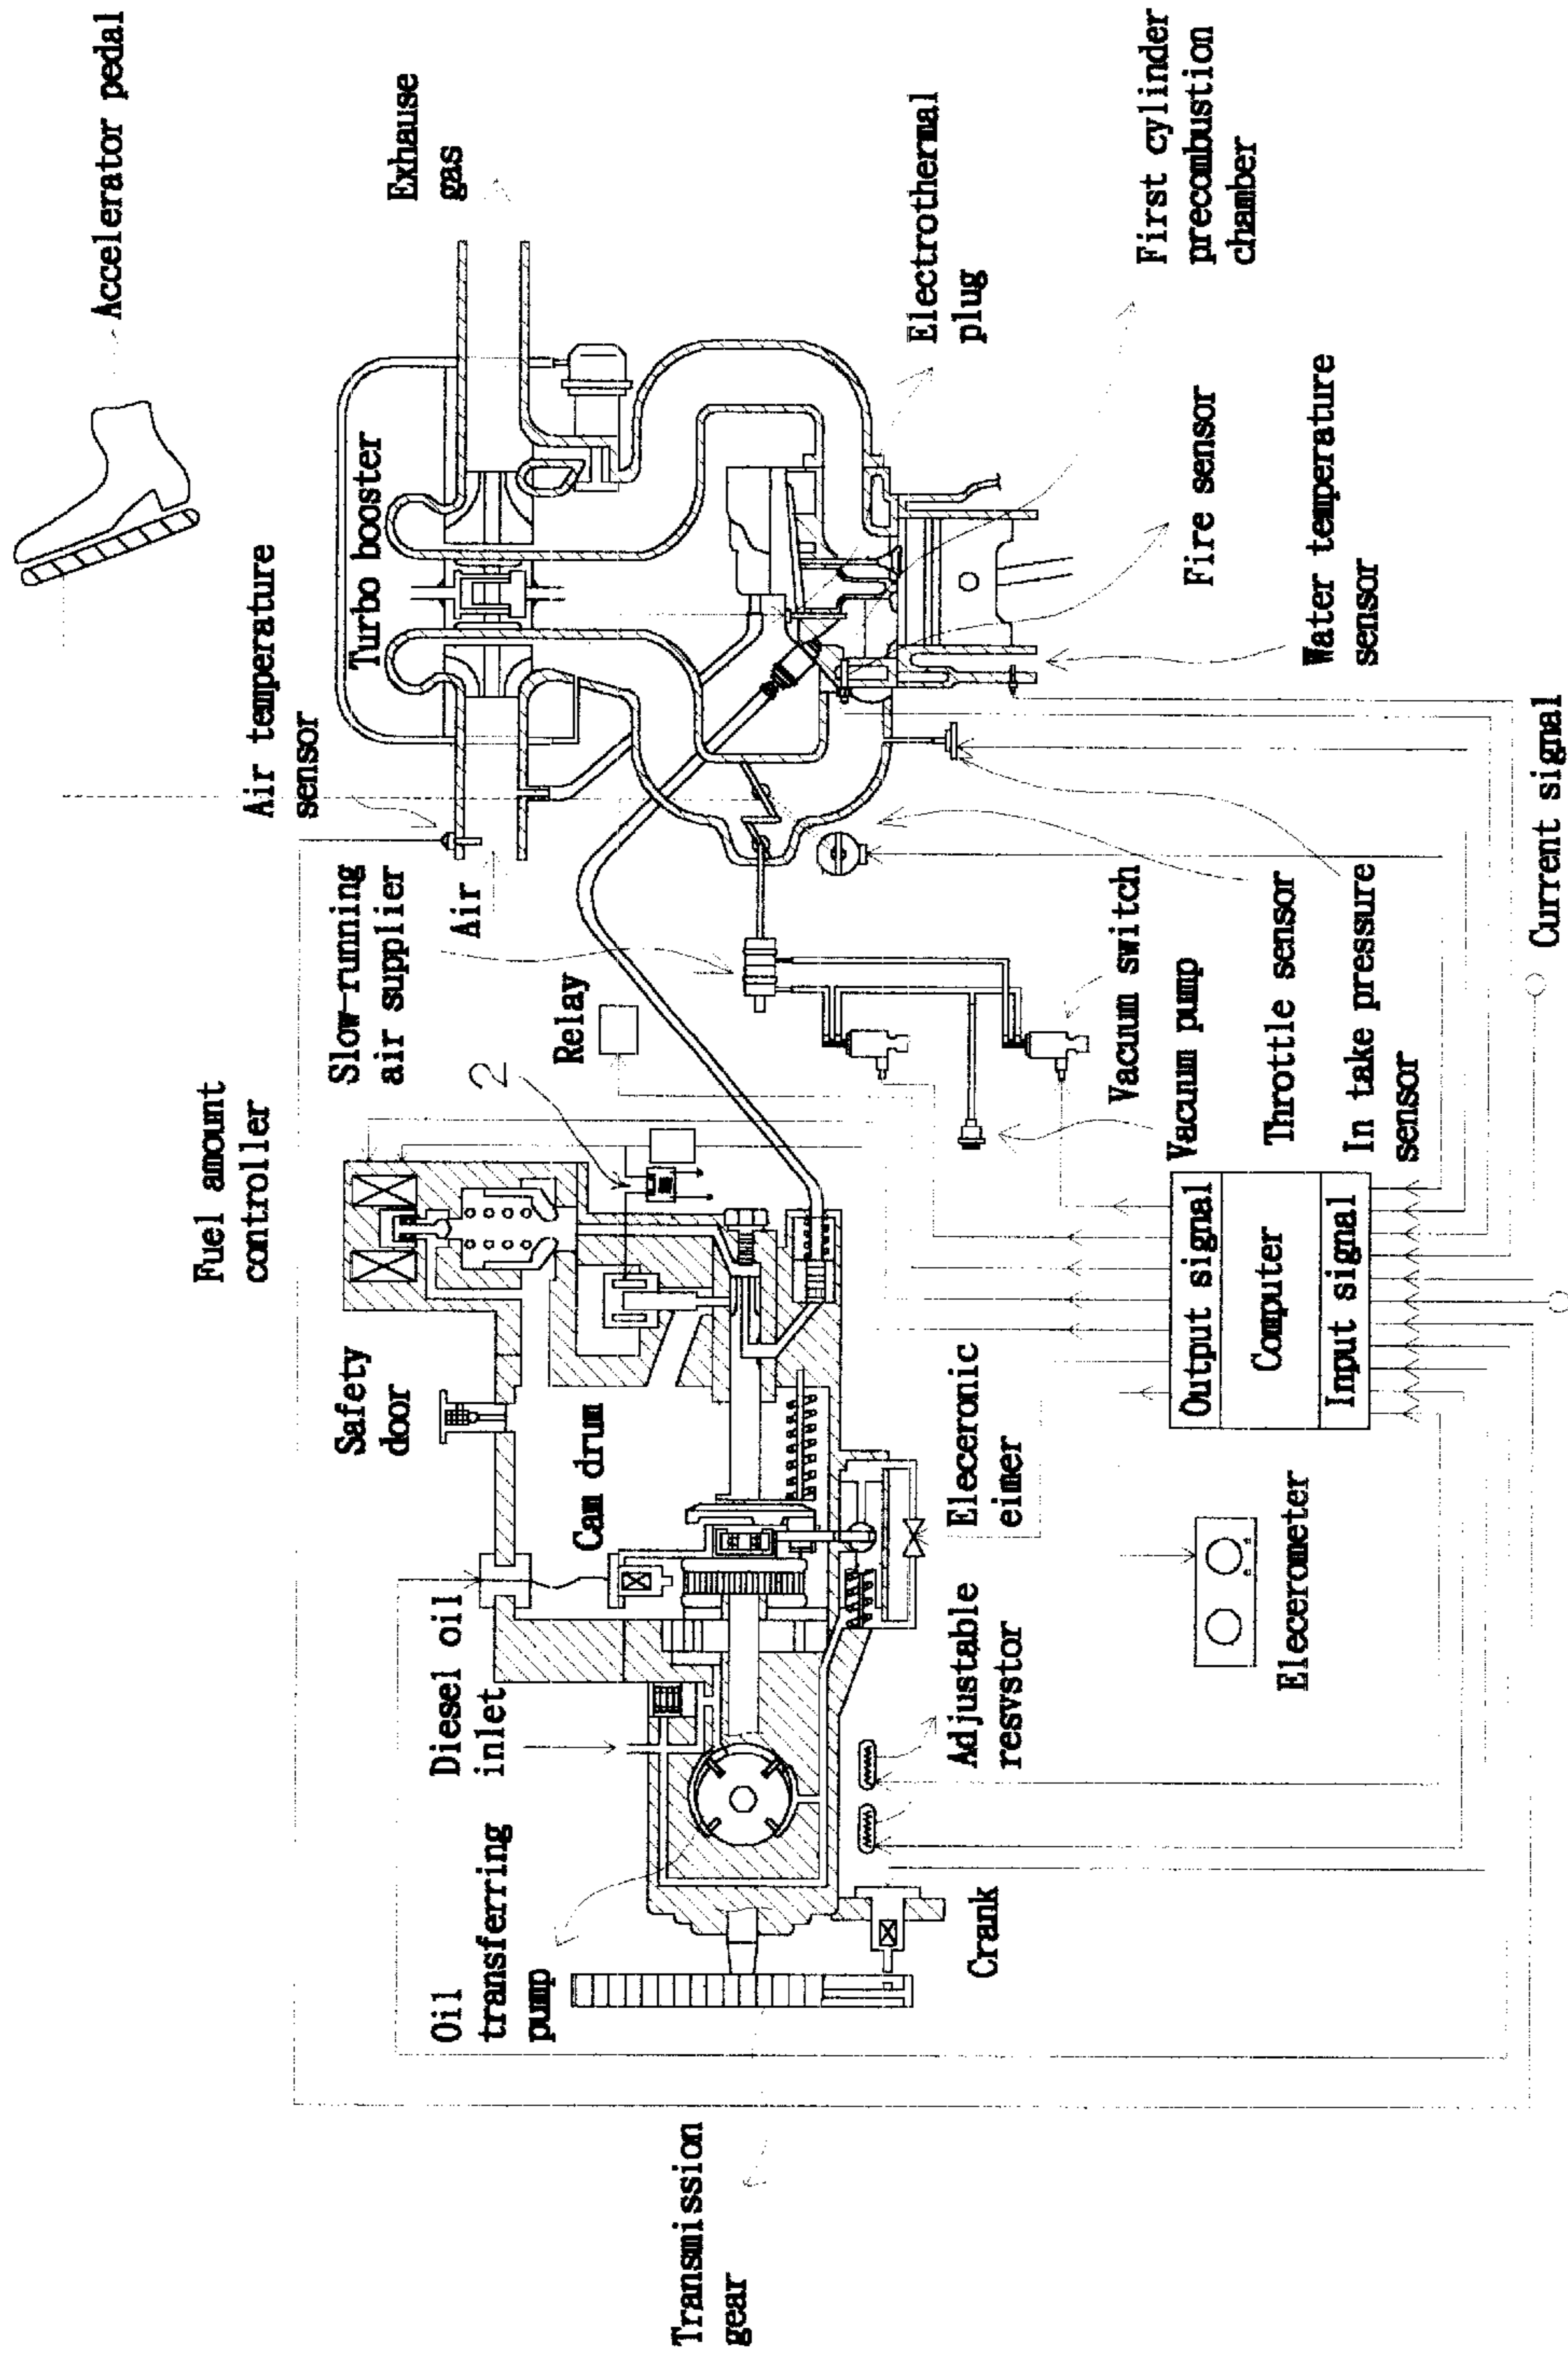 Accelerator pedal
Exhause
gas
Turbo booster
Air temperature
sensor
Electrothermal
plug
First cylinder
precombustion
chamber
Fire sensor
Water temperature
sensor
Slow-running
air supplier
Air
Relay
2
Fuel amount
controller
Vacuum switch
Vacuum pump
Throttle sensor
In take pressure
sensor
Current signal
Safety
door
Cam drum
Diesel oil
inlet
Oil
transferring
pump
Eleceronic
eimer
Adjustable
resvstor
Crank
Output signal
Computer
Input signal
Elecerometer
Transmission
gear